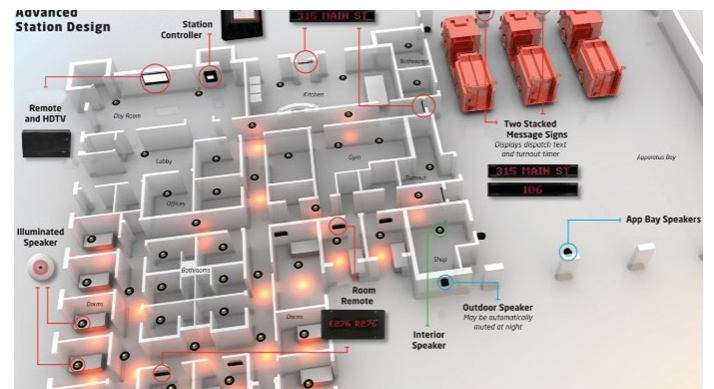 Advanced
Station Design
Station
Controller
315 MAIN ST
Bathrooms
Kitchen
Remote
and HDTV
Day Room
Lobby
Gym
Offices
Two Stacked
Message Signs
Displays dispatch text
and turnout timer
Apparatus Bay
315 MAIN ST
106
Illuminated
Speaker
App Bay Speakers
Bathrooms
Shop
Dorms
Dorms
Room
Remote
E276 R276
Interior
Speaker
Outdoor Speaker
May be automatically
muted at night